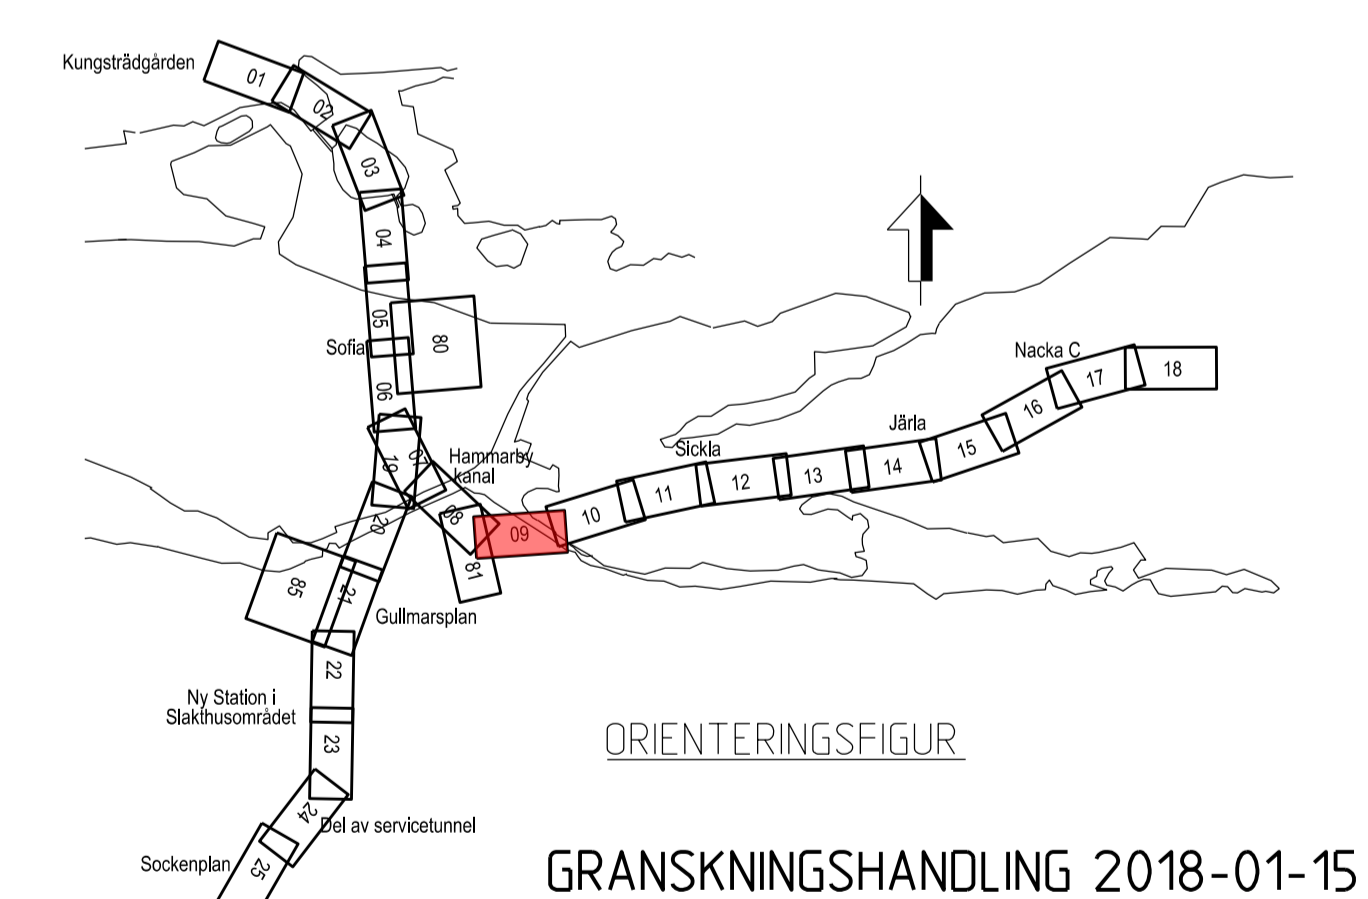 Kungsträdgården
01
02
03
04
05
80
Sofia
06
Nacka C
18
17
16
Järla
15
Sickla
14
13
12
11
10
Hammarby
kanal
07
19
08
09
20
81
85
21
Gullmarsplan
22
Ny Station i
Slakthusområdet
23
ORIENTERINGSFIGUR
24
Del av servicetunnel
Sockenplan
25
GRANSKNINGSHANDLING 2018-01-15